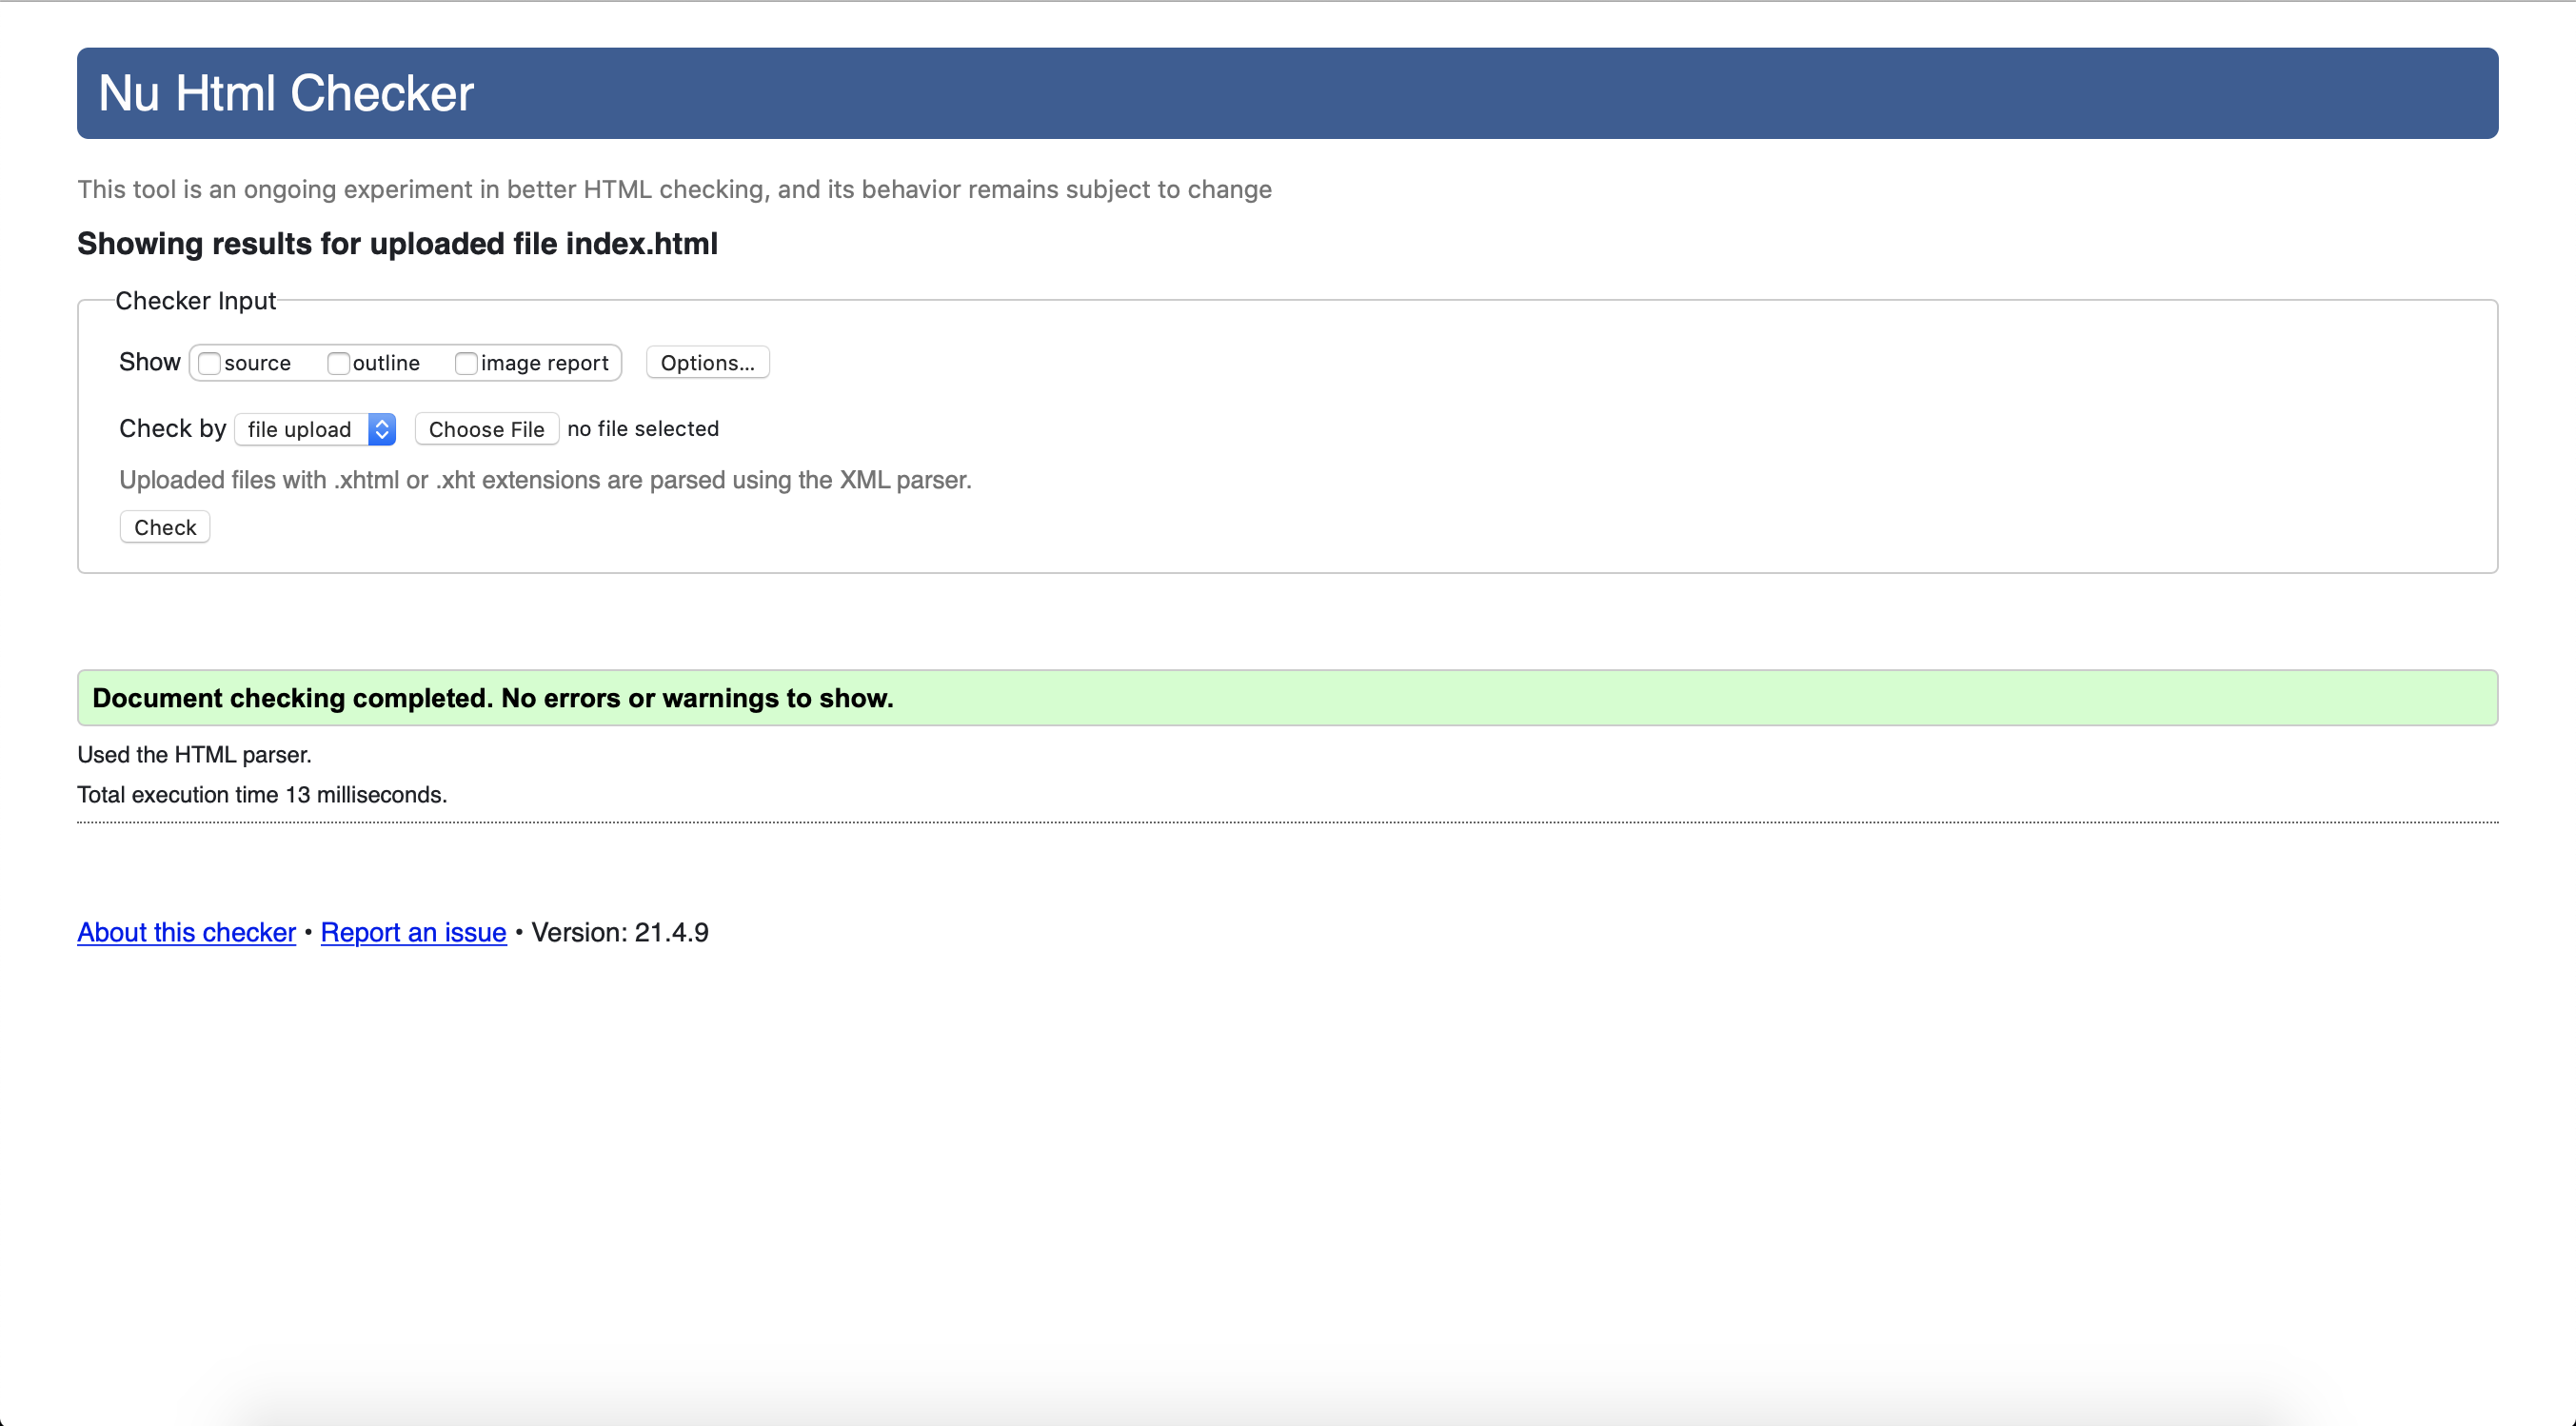 Nu Html Checker
This tool is an ongoing experiment in better HTML checking, and its behavior remains subject to change
Showing results for uploaded file index.html
Checker Input
Show source outline image report Options...
Check by file upload Choose File no file selected
Uploaded files with .xhtml or .xht extensions are parsed using the XML parser.
Check
Document checking completed. No errors or warnings to show.
Used the HTML parser.
Total execution time 13 milliseconds.
About this checker • Report an issue • Version: 21.4.9